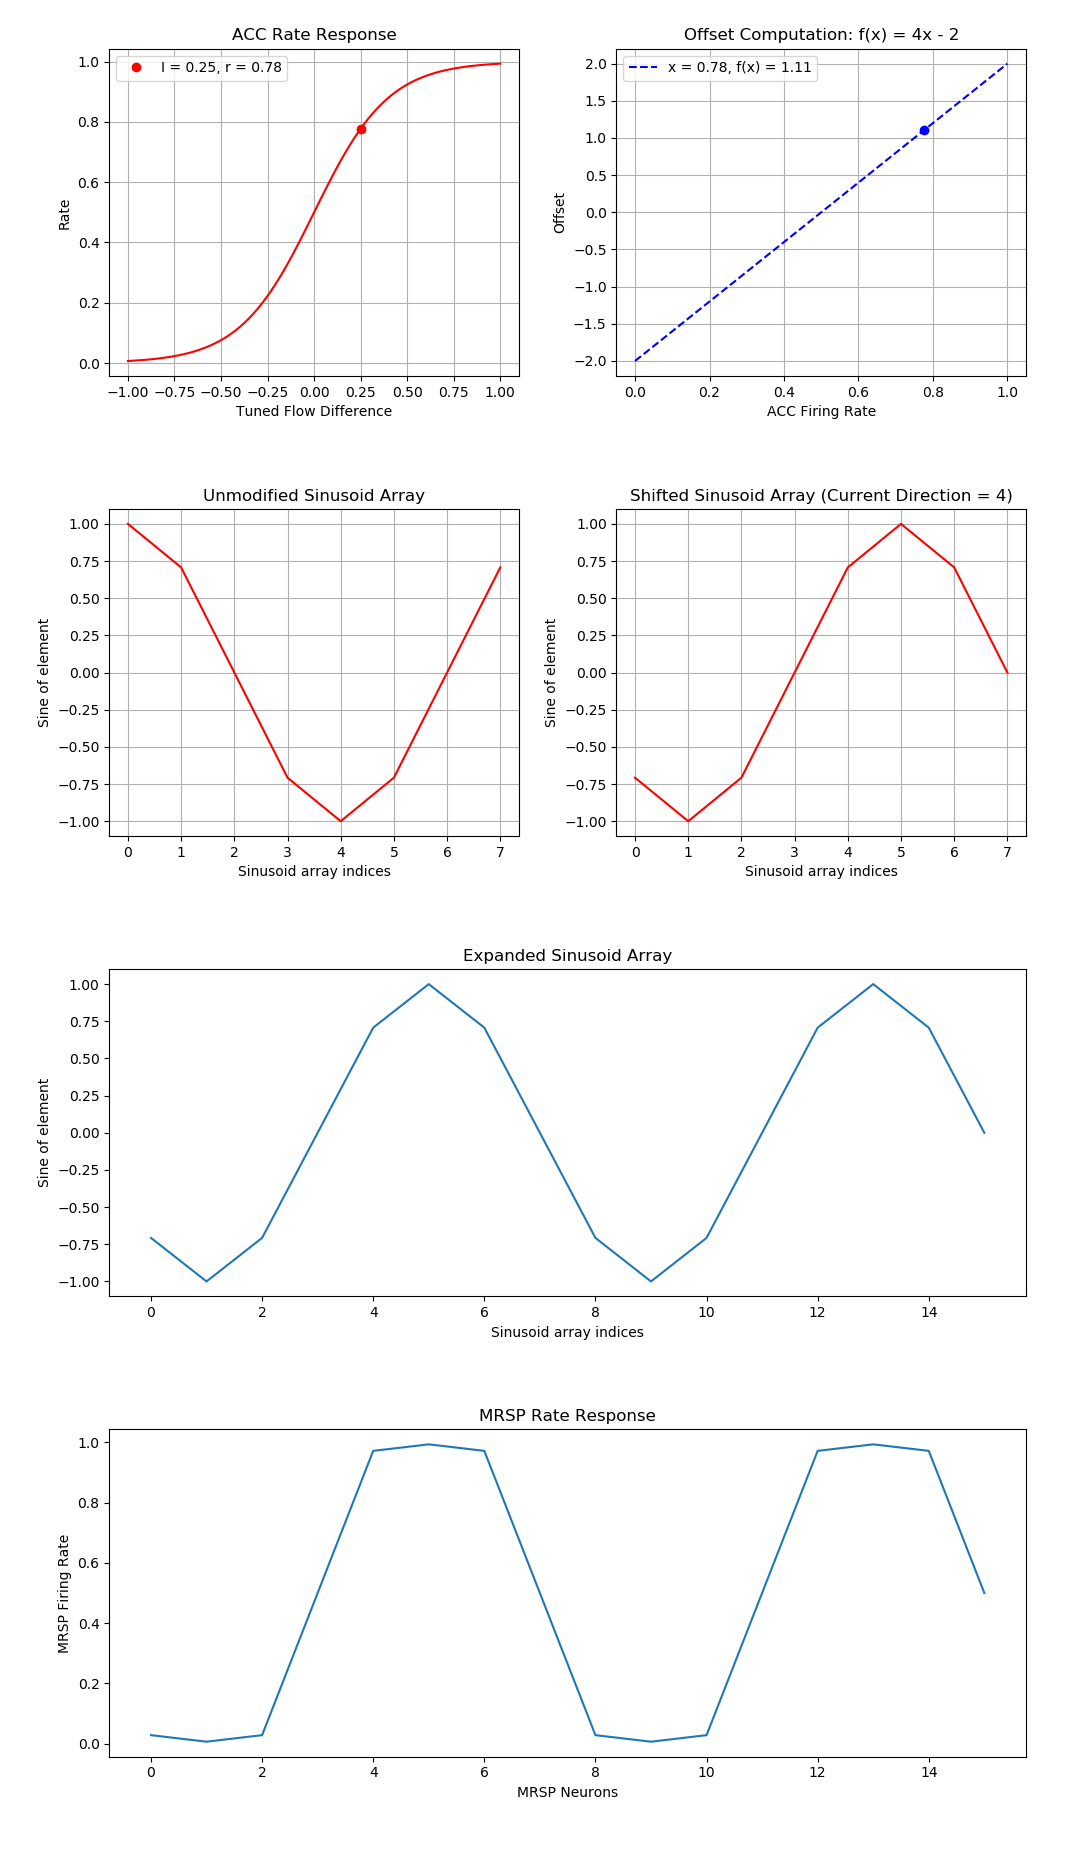 ACC Rate Response
I = 0.25, r = 0.78
1.0
0.8
0.6
0.4
0.2
0.0
Rate
−1.00 −0.75 −0.50 −0.25 0.00 0.25 0.50 0.75 1.00
Tuned Flow Difference
Offset Computation: f(x) = 4x - 2
x = 0.78, f(x) = 1.11
2.0
1.5
1.0
0.5
0.0
−0.5
−1.0
−1.5
−2.0
Offset
0.0 0.2 0.4 0.6 0.8 1.0
ACC Firing Rate
Unmodified Sinusoid Array
1.00
0.75
0.50
0.25
0.00
−0.25
−0.50
−0.75
−1.00
Sine of element
0 1 2 3 4 5 6 7
Sinusoid array indices
Shifted Sinusoid Array (Current Direction = 4)
1.00
0.75
0.50
0.25
0.00
−0.25
−0.50
−0.75
−1.00
Sine of element
0 1 2 3 4 5 6 7
Sinusoid array indices
Expanded Sinusoid Array
1.00
0.75
0.50
0.25
0.00
−0.25
−0.50
−0.75
−1.00
Sine of element
0 2 4 6 8 10 12 14
Sinusoid array indices
MRSP Rate Response
1.0
0.8
0.6
0.4
0.2
0.0
MRSP Firing Rate
0 2 4 6 8 10 12 14
MRSP Neurons